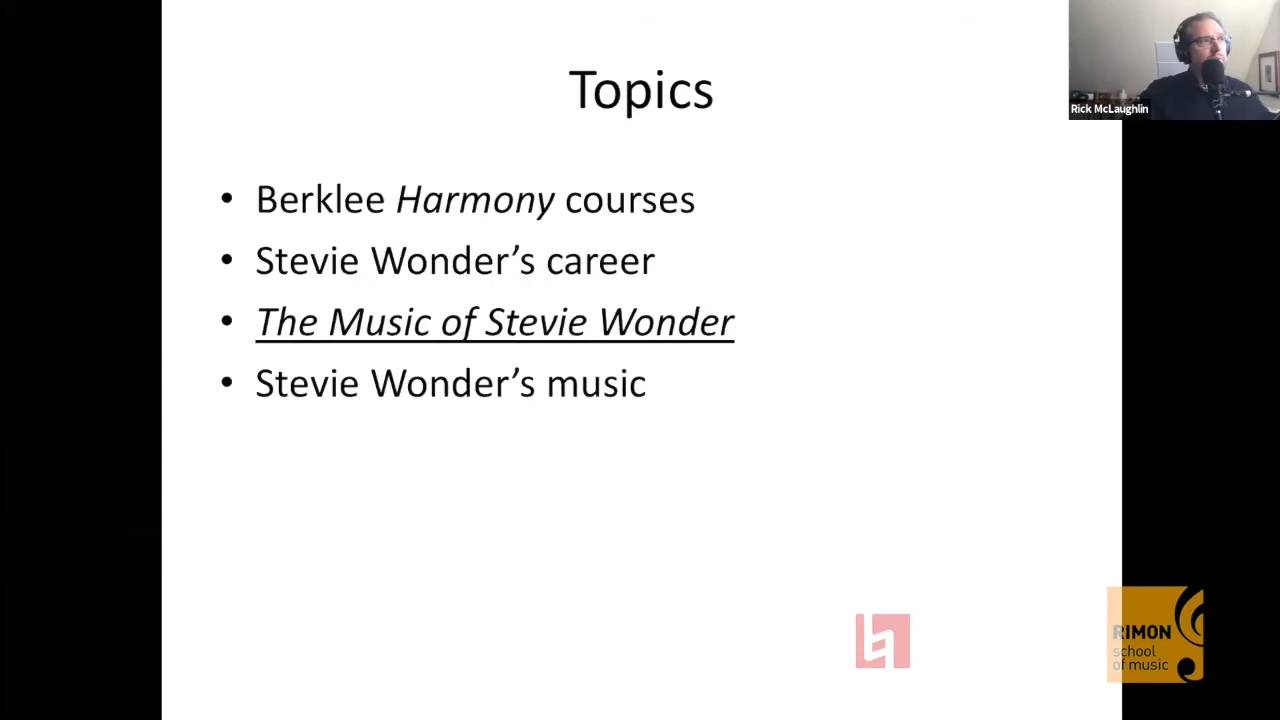 Topics
Rick McLaughlin
• Berklee Harmony courses
• Stevie Wonder’s career
• The Music of Stevie Wonder
• Stevie Wonder’s music
RIMON
school
of music